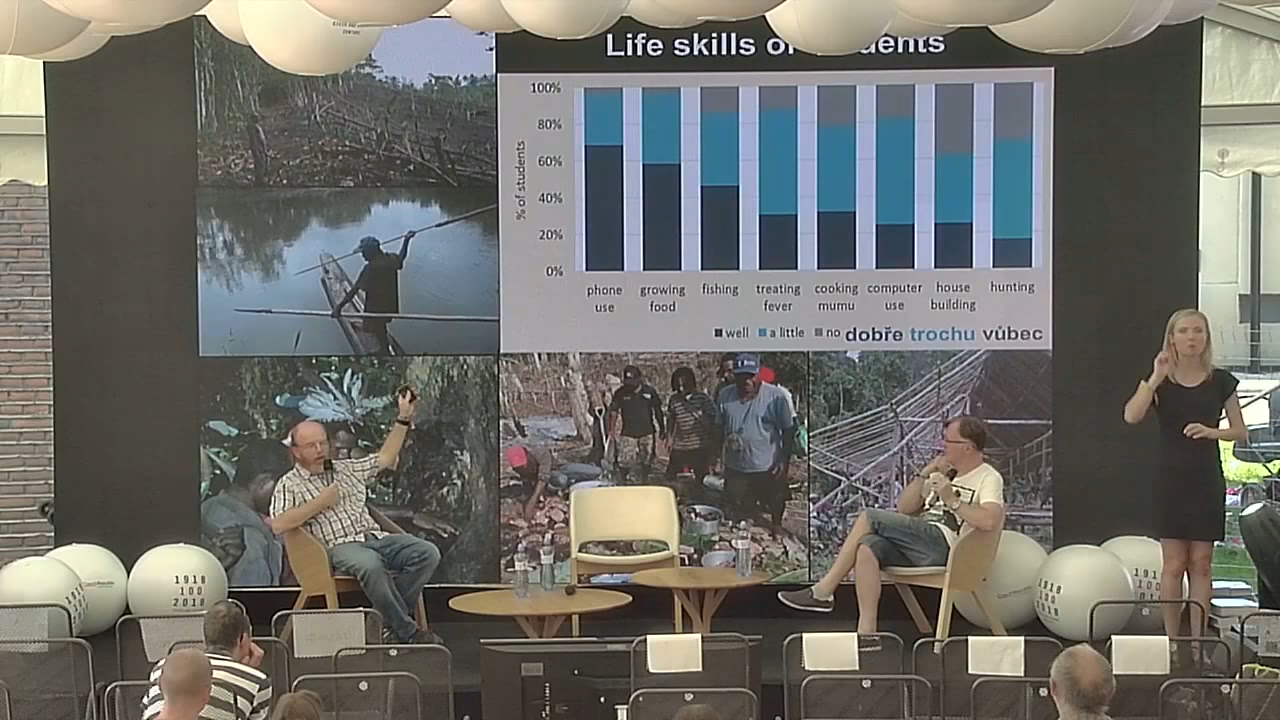 Life skills of students
100%
80%
60%
40%
20%
0%
% of students
phone use
growing food
fishing
treating fever
cooking mumu
computer use
house building
hunting
well a little no dobře trochu vůbec
1918
100
2018
1918
100
2018